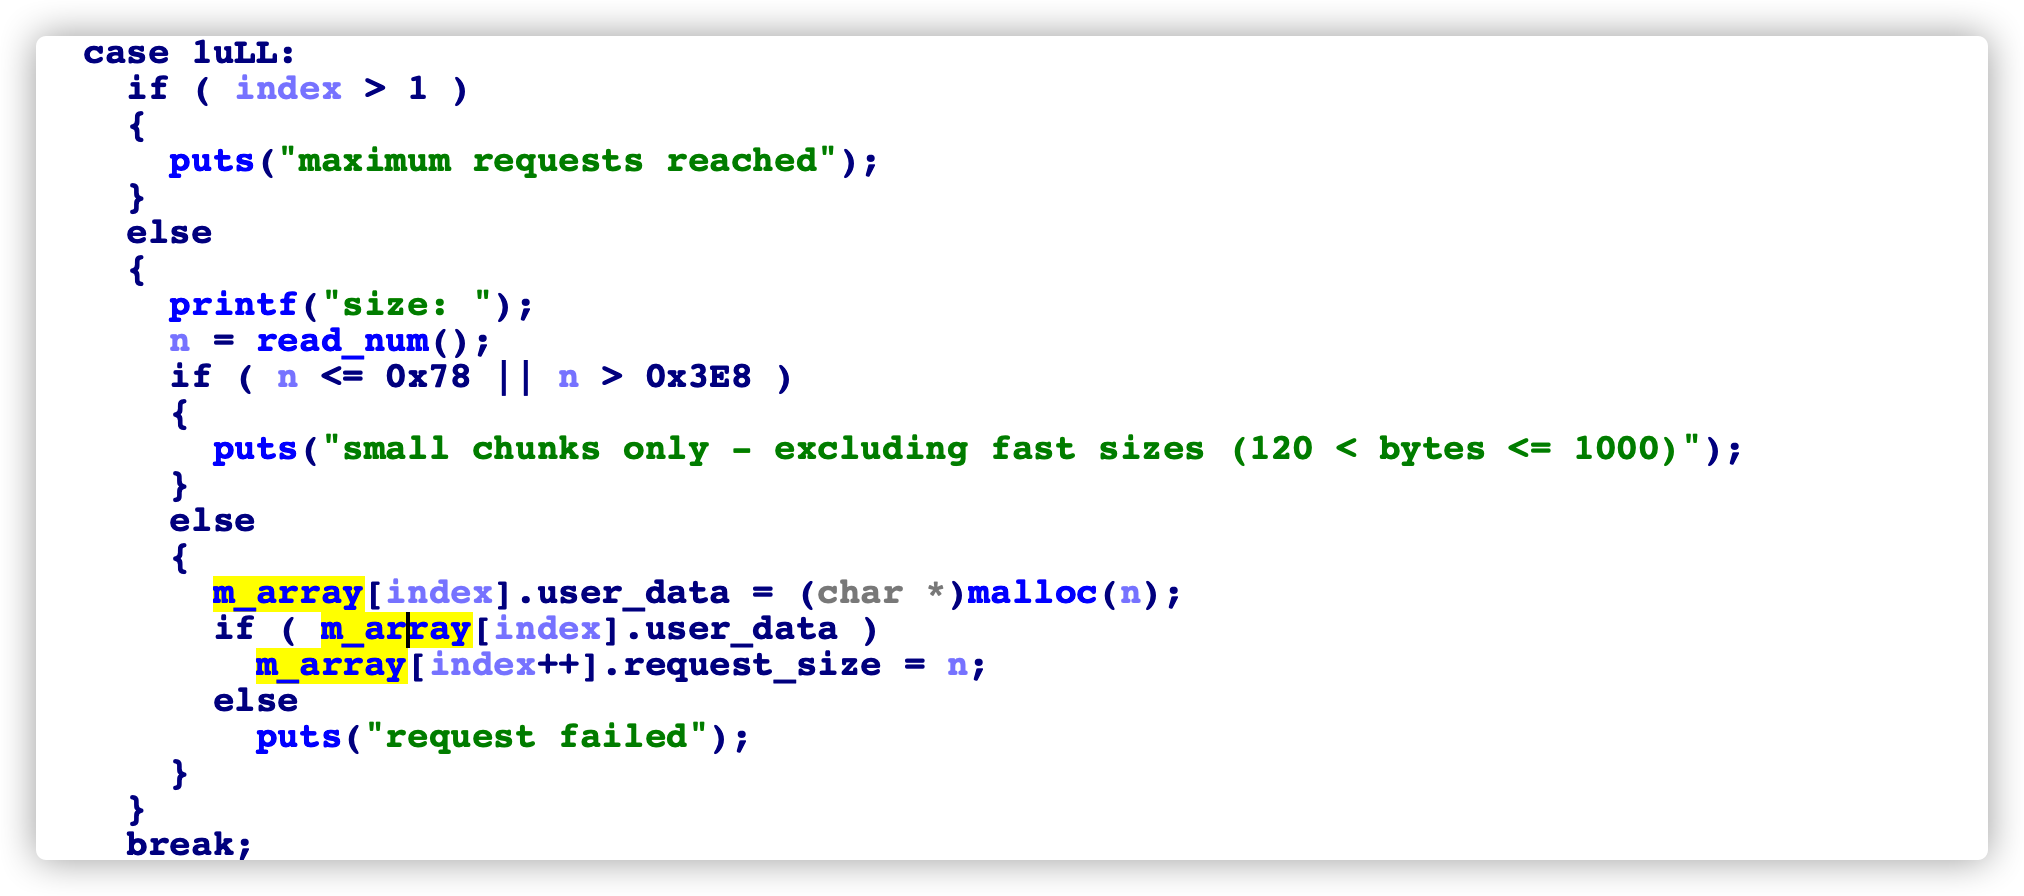 case 1uLL:
if ( index > 1 )
{
puts("maximum requests reached");
}
else
{
printf("size: ");
n = read_num();
if ( n <= 0x78 || n > 0x3E8 )
{
puts("small chunks only - excluding fast sizes (120 < bytes <= 1000)");
}
else
{
m_array[index].user_data = (char *)malloc(n);
if ( m_array[index].user_data )
m_array[index++].request_size = n;
else
puts("request failed");
}
}
break;